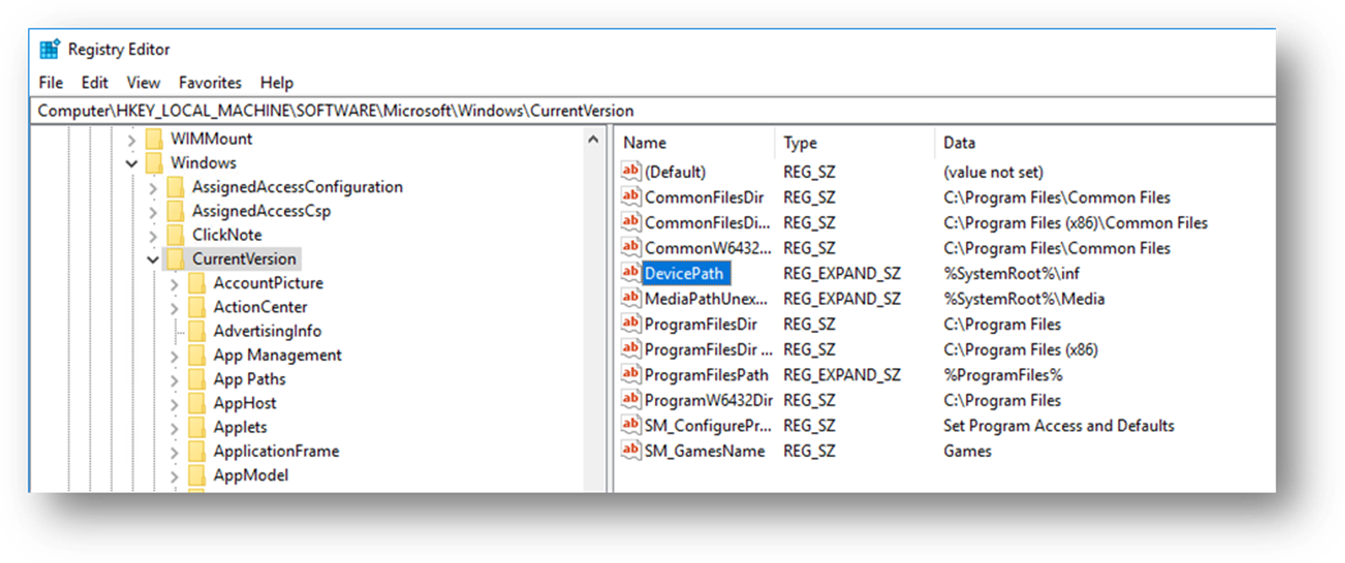 Registry Editor
File Edit View Favorites Help
Computer\HKEY_LOCAL_MACHINE\SOFTWARE\Microsoft\Windows\CurrentVersion
WIMMount
Windows
AssignedAccessConfiguration
AssignedAccessCsp
ClickNote
CurrentVersion
AccountPicture
ActionCenter
AdvertisingInfo
App Management
App Paths
AppHost
Applets
ApplicationFrame
AppModel
Name Type Data
ab (Default) REG_SZ (value not set)
ab CommonFilesDir REG_SZ C:\Program Files\Common Files
ab CommonFilesDi... REG_SZ C:\Program Files (x86)\Common Files
ab CommonW6432... REG_SZ C:\Program Files\Common Files
ab DevicePath REG_EXPAND_SZ %SystemRoot%\inf
ab MediaPathUnex... REG_EXPAND_SZ %SystemRoot%\Media
ab ProgramFilesDir REG_SZ C:\Program Files
ab ProgramFilesDir ... REG_SZ C:\Program Files (x86)
ab ProgramFilesPath REG_EXPAND_SZ %ProgramFiles%
ab ProgramW6432Dir REG_SZ C:\Program Files
ab SM_ConfigurePr... REG_SZ Set Program Access and Defaults
ab SM_GamesName REG_SZ Games